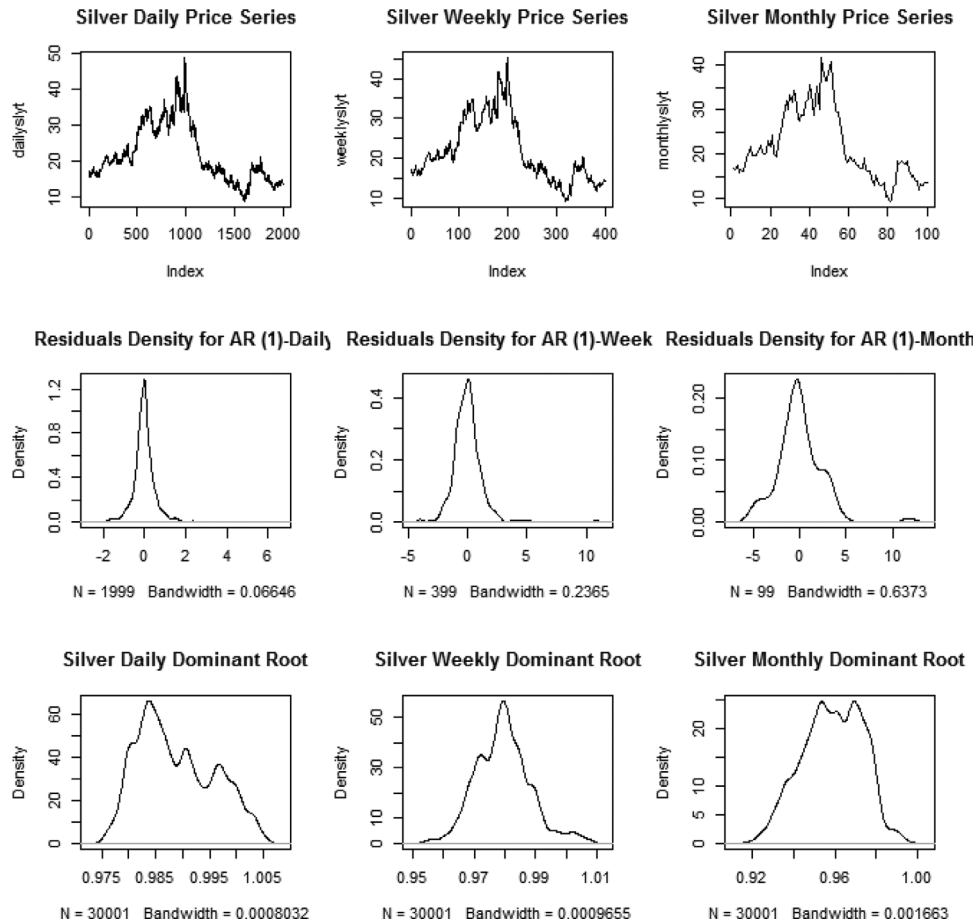 Silver Daily Price Series
Silver Weekly Price Series
Silver Monthly Price Series
dailyslyt
10 20 30 40 50
0 500 1000 1500 2000
Index
weeklyslyt
10 20 30 40
0 100 200 300 400
Index
monthlyslyt
10 20 30 40
0 20 40 60 80 100
Index
Residuals Density for AR (1)-Daily
Residuals Density for AR (1)-Week
Residuals Density for AR (1)-Month
Density
0.0 0.4 0.8 1.2
-2 0 2 4 6
N = 1999 Bandwidth = 0.06646
Density
0.0 0.2 0.4
-5 0 5 10
N = 399 Bandwidth = 0.2365
Density
0.00 0.10 0.20
-5 0 5 10
N = 99 Bandwidth = 0.6373
Silver Daily Dominant Root
Silver Weekly Dominant Root
Silver Monthly Dominant Root
Density
0 20 40 60
0.975 0.985 0.995 1.005
N = 30001 Bandwidth = 0.0008032
Density
0 10 30 50
0.95 0.97 0.99 1.01
N = 30001 Bandwidth = 0.0009655
Density
0 5 10 20
0.92 0.96 1.00
N = 30001 Bandwidth = 0.001663